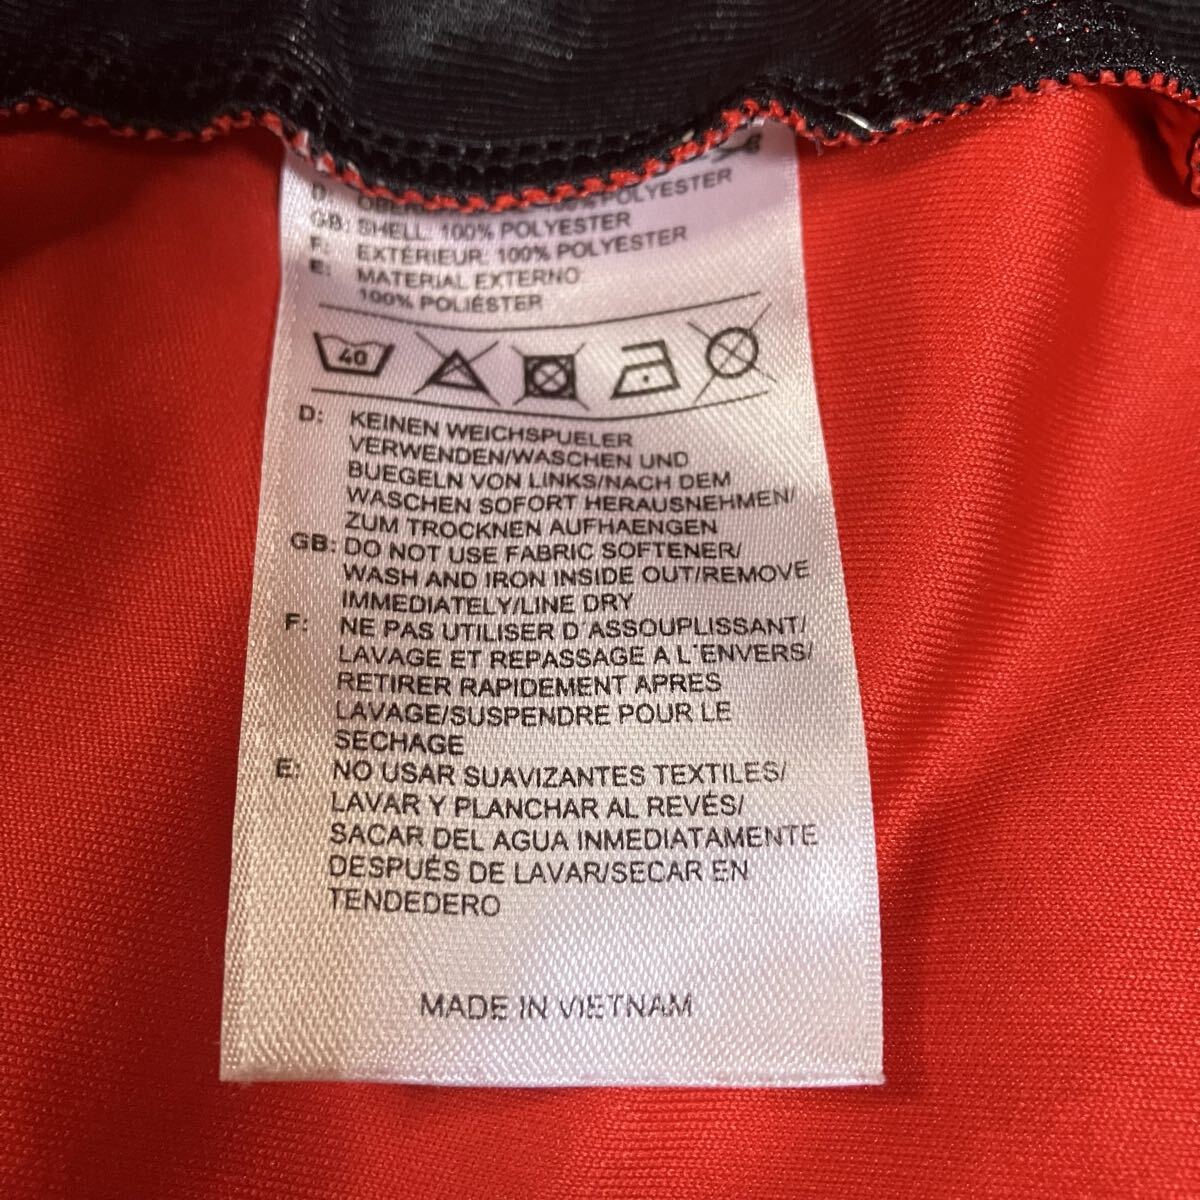 POLYESTER
GB: SHELL: 100% POLYESTER
F: EXTÉRIEUR: 100% POLYESTER
E: MATERIAL EXTERNO
100% POLIÉSTER
40
D: KEINEN WEICHSPUELER
VERWENDEN/WASCHEN UND
BUEGELN VON LINKS/NACH DEM
WASCHEN SOFORT HERAUSNEHMEN/
ZUM TROCKNEN AUFHAENGEN
GB: DO NOT USE FABRIC SOFTENER/
WASH AND IRON INSIDE OUT/REMOVE
IMMEDIATELY/LINE DRY
F: NE PAS UTILISER D'ASSOUPLISSANT/
LAVAGE ET REPASSAGE A L'ENVERS/
RETIRER RAPIDEMENT APRES
LAVAGE/SUSPENDRE POUR LE
SECHAGE
E: NO USAR SUAVIZANTES TEXTILES/
LAVAR Y PLANCHAR AL REVÉS/
SACAR DEL AGUA INMEDIATAMENTE
DESPUÉS DE LAVAR/SECAR EN
TENDEDERO
MADE IN VIETNAM